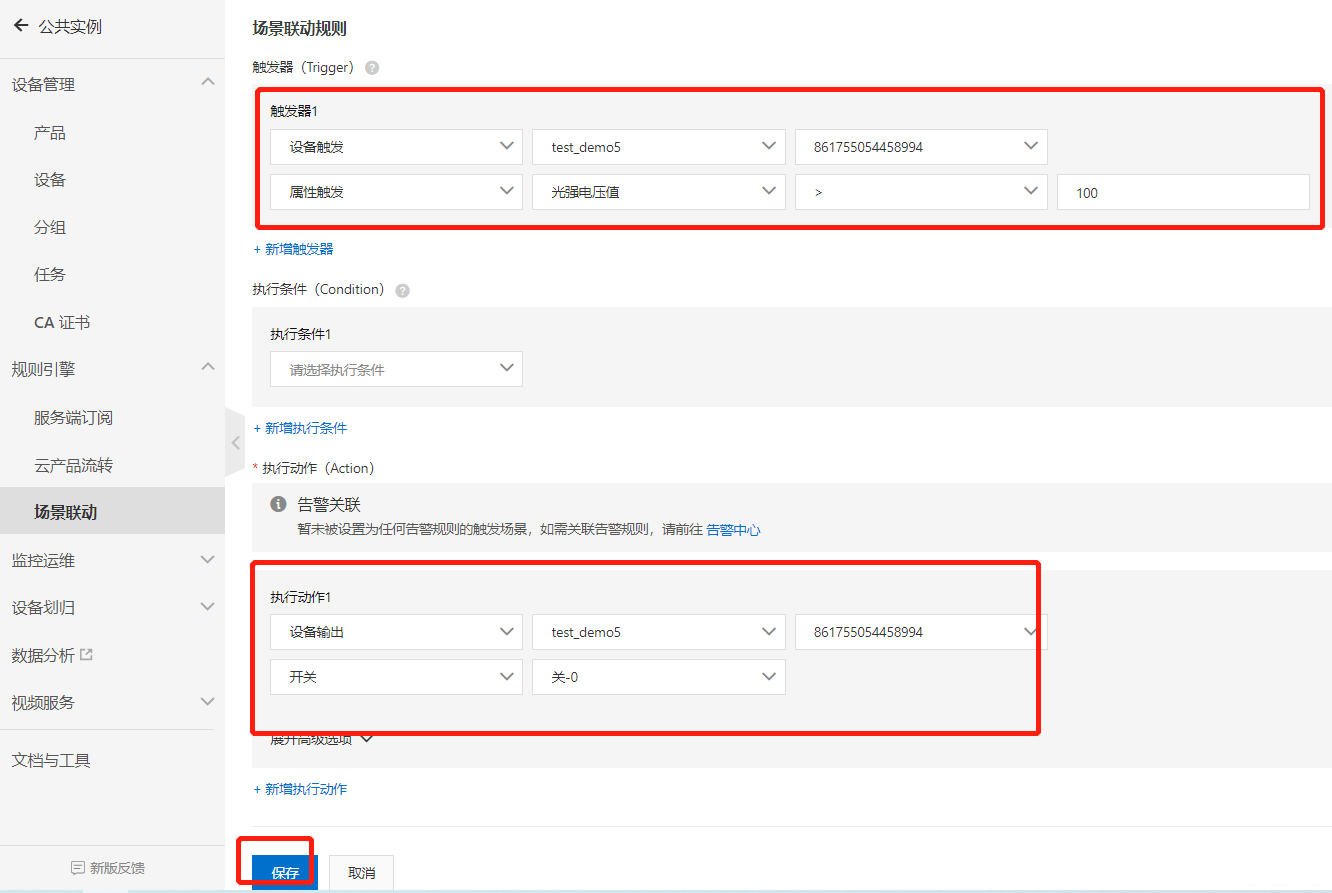 公共实例
设备管理
产品
设备
分组
任务
CA 证书
规则引擎
服务端订阅
云产品流转
场景联动
监控运维
设备划归
数据分析
视频服务
文档与工具
新版反馈
场景联动规则
触发器（Trigger）
触发器1
设备触发 test_demo5 861755054458994
属性触发 光强电压值 > 100
+ 新增触发器
执行条件（Condition）
执行条件1
请选择执行条件
+ 新增执行条件
* 执行动作（Action）
告警关联
暂未被设置为任何告警规则的触发场景，如需关联告警规则，请前往 告警中心
执行动作1
设备输出 test_demo5 861755054458994
开关 关-0
展开高级选项
+ 新增执行动作
保存 取消